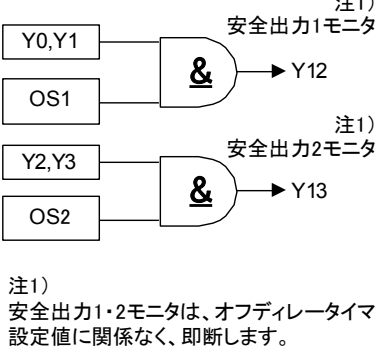 注1)
安全出力1モニタ
Y0,Y1
&
Y12
OS1
注1)
安全出力2モニタ
Y2,Y3
&
Y13
OS2
注1)
安全出力1・2モニタは、オフディレータイマ
設定値に関係なく、即断します。